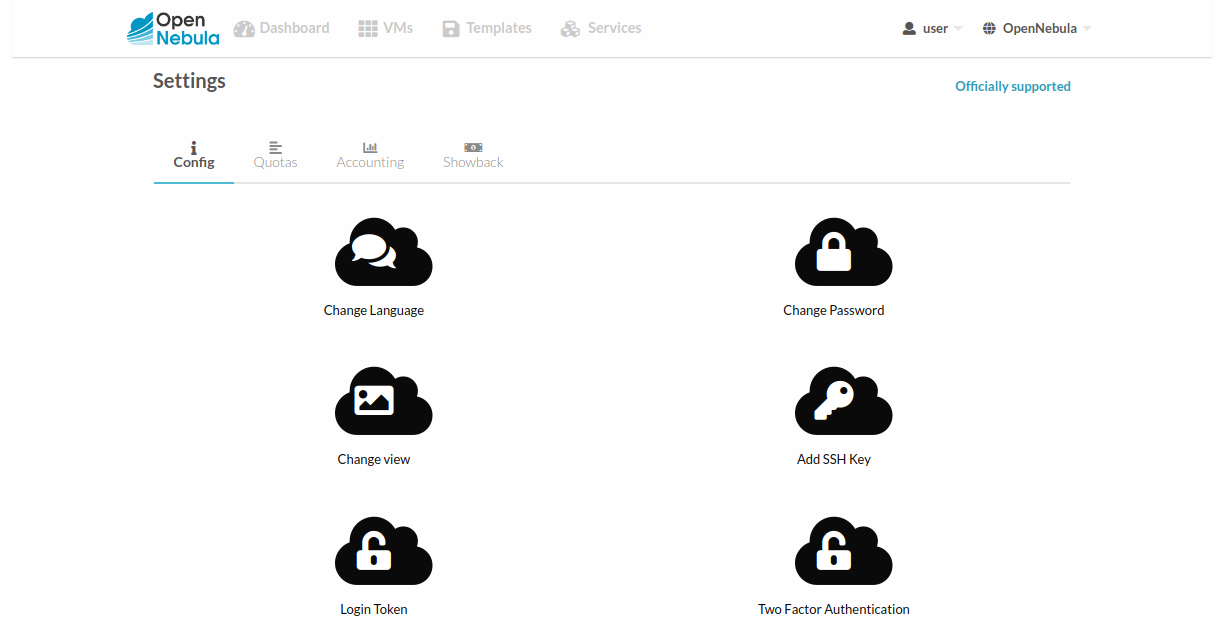 Open
Nebula
Dashboard
VMs
Templates
Services
user
OpenNebula
Settings
Officially supported
Config
Quotas
Accounting
Showback
Change Language
Change Password
Change view
Add SSH Key
Login Token
Two Factor Authentication